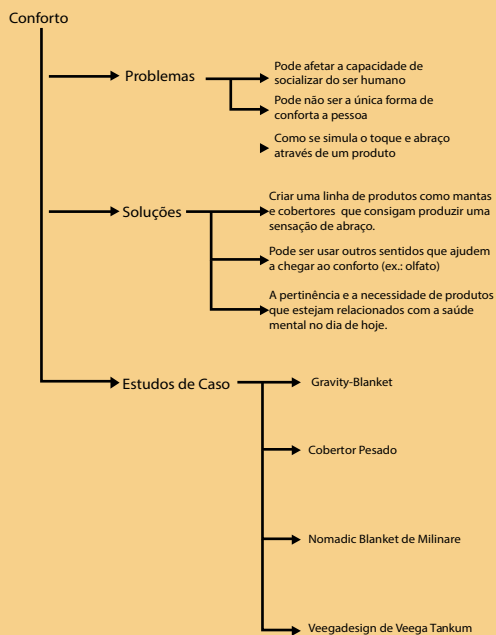 Conforto
Problemas
Pode afetar a capacidade de
socializar do ser humano
Pode não ser a única forma de
conforta a pessoa
Como se simula o toque e abraço
através de um produto
Soluções
Criar uma linha de produtos como mantas
e cobertores que consigam produzir uma
sensação de abraço.
Pode ser usar outros sentidos que ajudem
a chegar ao conforto (ex.: olfato)
A pertinência e a necessidade de produtos
que estejam relacionados com a saúde
mental no dia de hoje.
Estudos de Caso
Gravity-Blanket
Cobertor Pesado
Nomadic Blanket de Milinare
Veegadesign de Veega Tankum